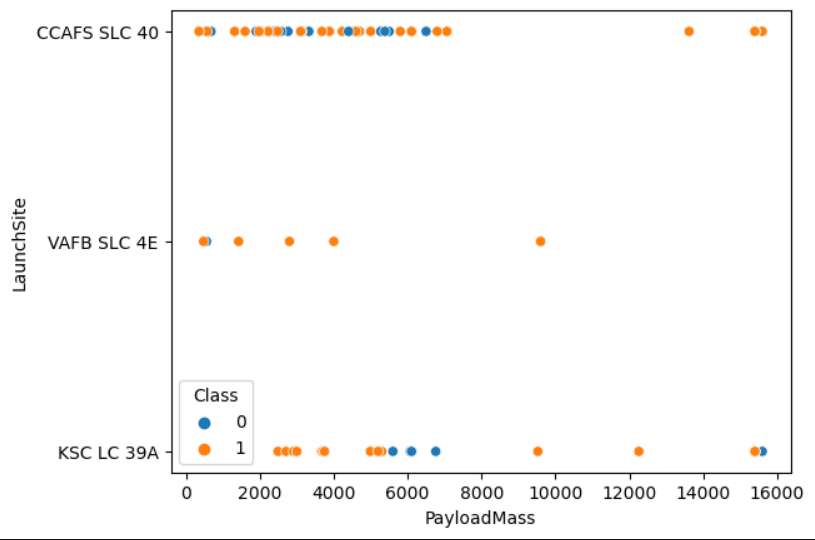 CCAFS SLC 40
VAFB SLC 4E
KSC LC 39A
LaunchSite
Class
0
1
0 2000 4000 6000 8000 10000 12000 14000 16000
PayloadMass